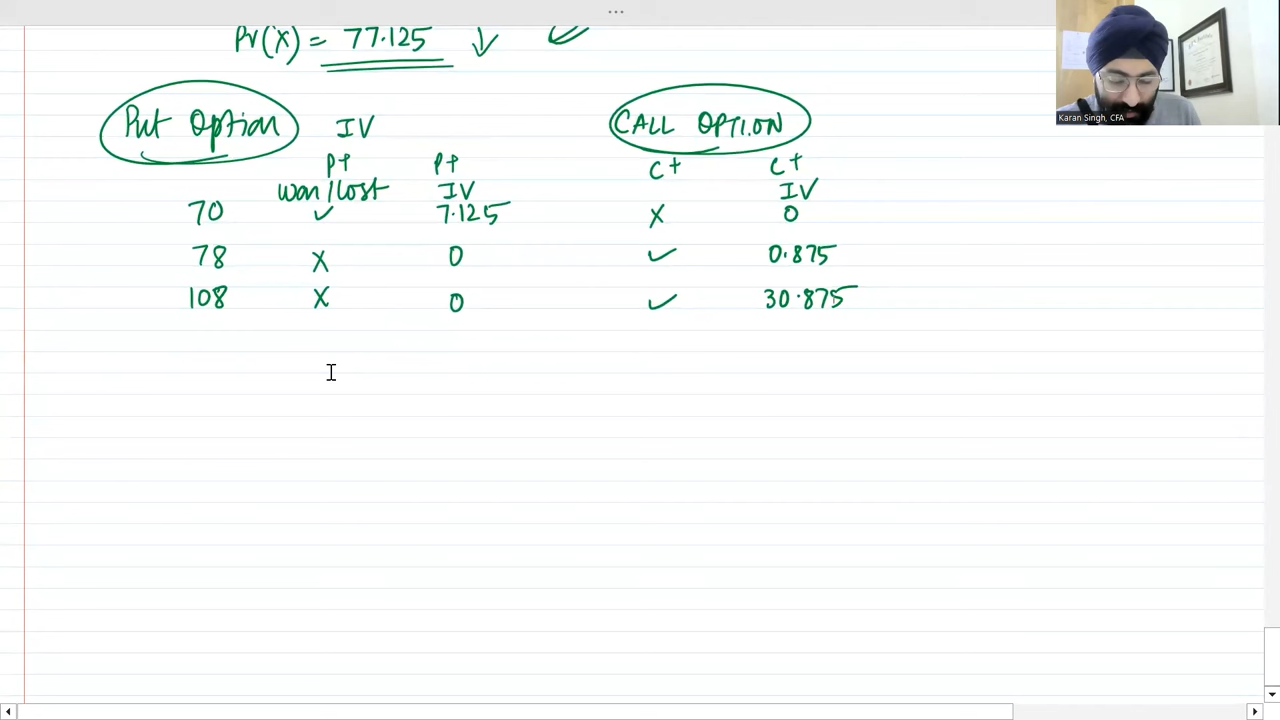 Pr(X) = 77.125 ↓ ✓
Put Option IV CALL OPTION
P+ P+ C+ C+
won/lost IV IV
70 ✓ 7.125 X 0
78 X 0 ✓ 0.875
108 X 0 ✓ 30.875
Karan Singh, CFA